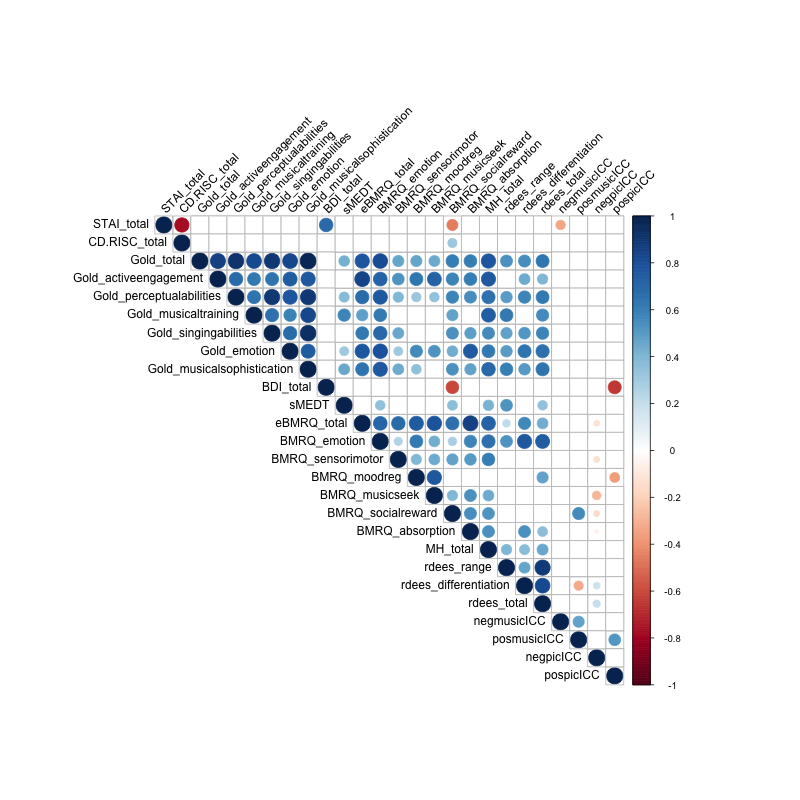 STAI_total
CD.RISC_total
Gold_total
Gold_activeengagement
Gold_perceptualabilities
Gold_musicaltraining
Gold_singingabilities
Gold_emotion
Gold_musicalsophistication
BDI_total
sMEDT
eBMRQ_total
BMRQ_emotion
BMRQ_sensorimotor
BMRQ_moodreg
BMRQ_musicseek
BMRQ_socialreward
BMRQ_absorption
MH_total
rdees_range
rdees_differentiation
rdees_total
negmusicICC
posmusicICC
negpicICC
pospicICC
STAI_total
CD.RISC_total
Gold_total
Gold_activeengagement
Gold_perceptualabilities
Gold_musicaltraining
Gold_singingabilities
Gold_emotion
Gold_musicalsophistication
BDI_total
sMEDT
eBMRQ_total
BMRQ_emotion
BMRQ_sensorimotor
BMRQ_moodreg
BMRQ_musicseek
BMRQ_socialreward
BMRQ_absorption
MH_total
rdees_range
rdees_differentiation
rdees_total
negmusicICC
posmusicICC
negpicICC
pospicICC
1
0.8
0.6
0.4
0.2
0
-0.2
-0.4
-0.6
-0.8
-1